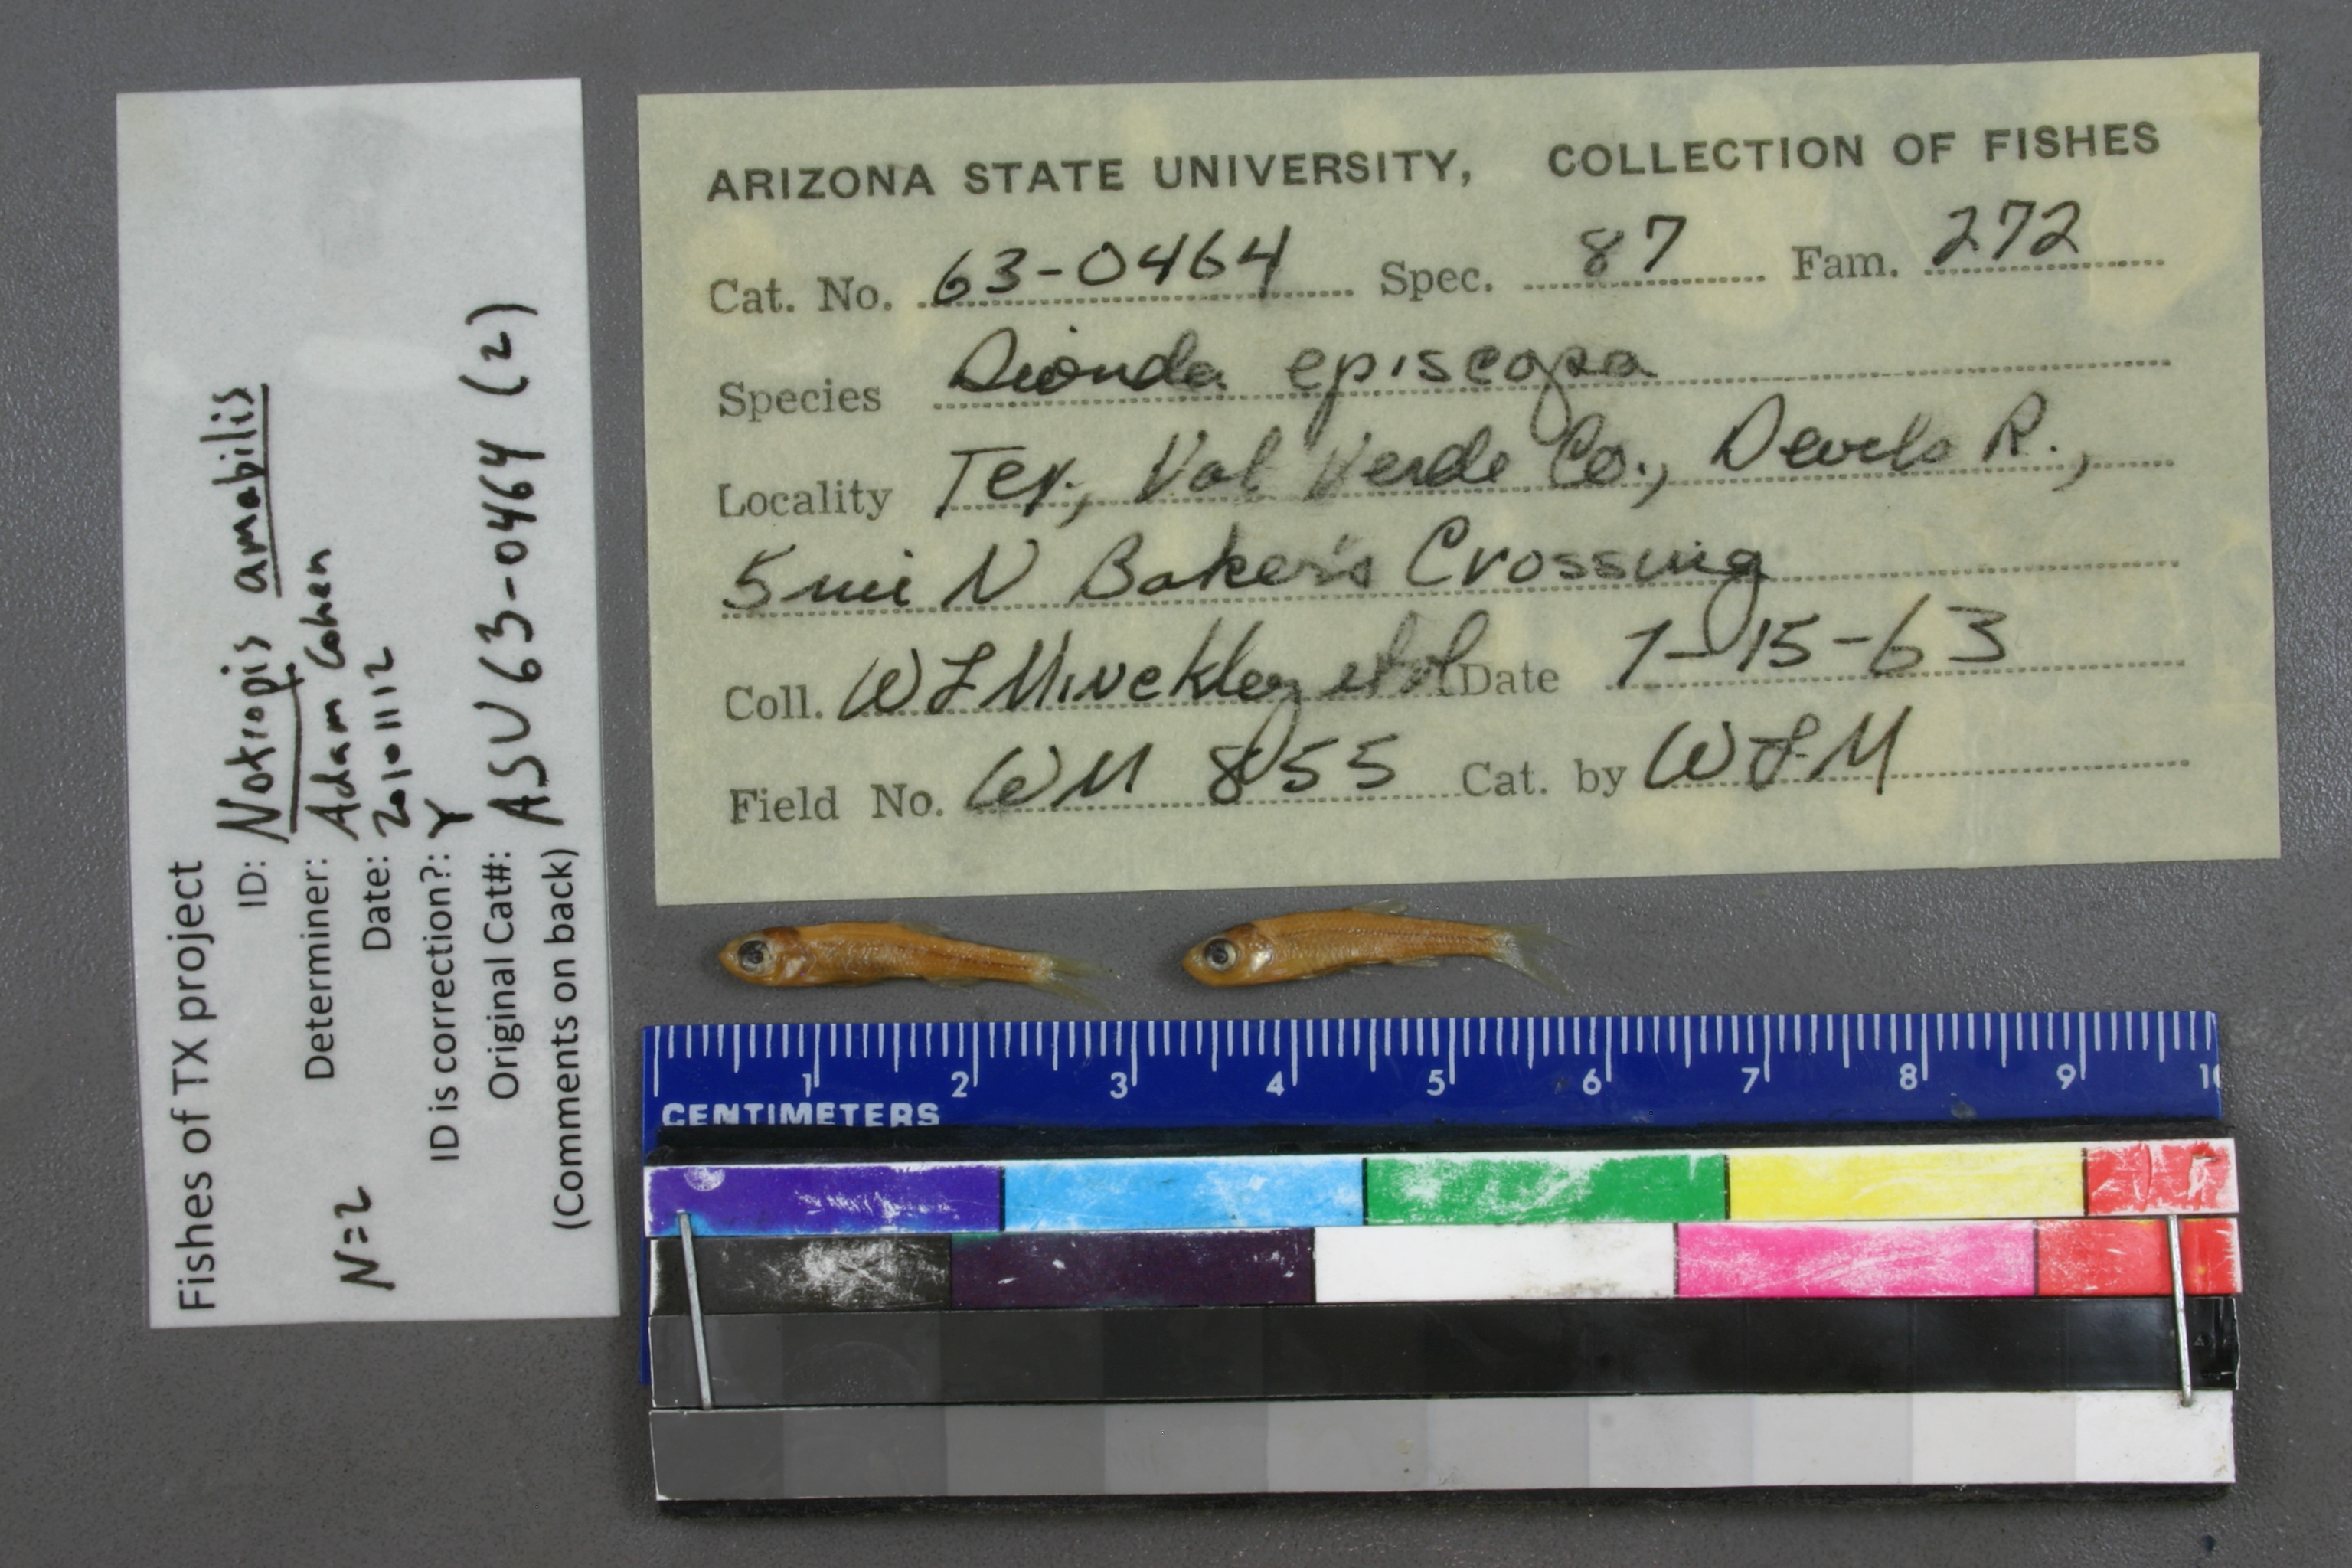 Fishes of TX project
ID: Notropis amabilis
Determiner: Adam Cohen
N=2
Date: 20101112
ID is correction?: Y
Original Cat#: ASU 63-0464 (2)
(Comments on back)
ARIZONA STATE UNIVERSITY, COLLECTION OF FISHES
Cat. No. 63-0464 Spec. 87 Fam. 272
Species Dionda episcopa
Locality Tex., Val Verde Co., Devils R.,
5 mi N Baker's Crossing
Coll. W L Minckley et al Date 7-15-63
Field No. WM 855 Cat. by WLM
1 2 3 4 5 6 7 8 9 10
CENTIMETERS